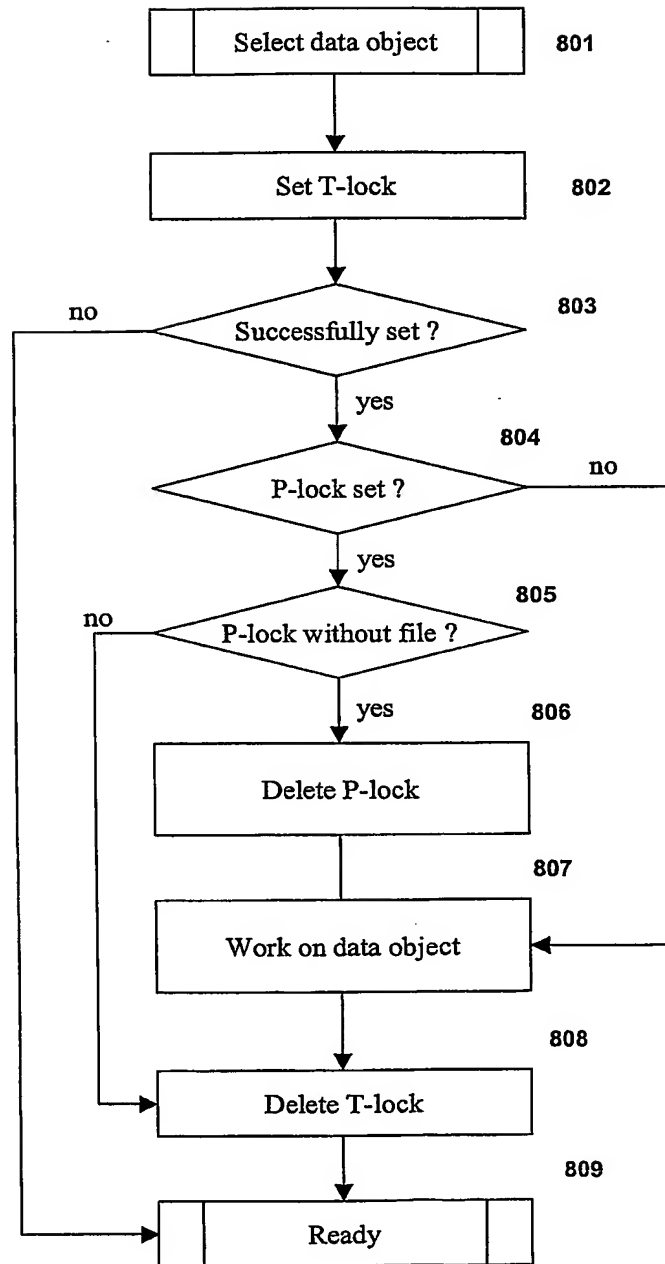 Select data object
801
Set T-lock
802
803
no
Successfully set ?
yes
804
no
P-lock set ?
yes
805
no
P-lock without file ?
yes
806
Delete P-lock
807
Work on data object
808
Delete T-lock
809
Ready